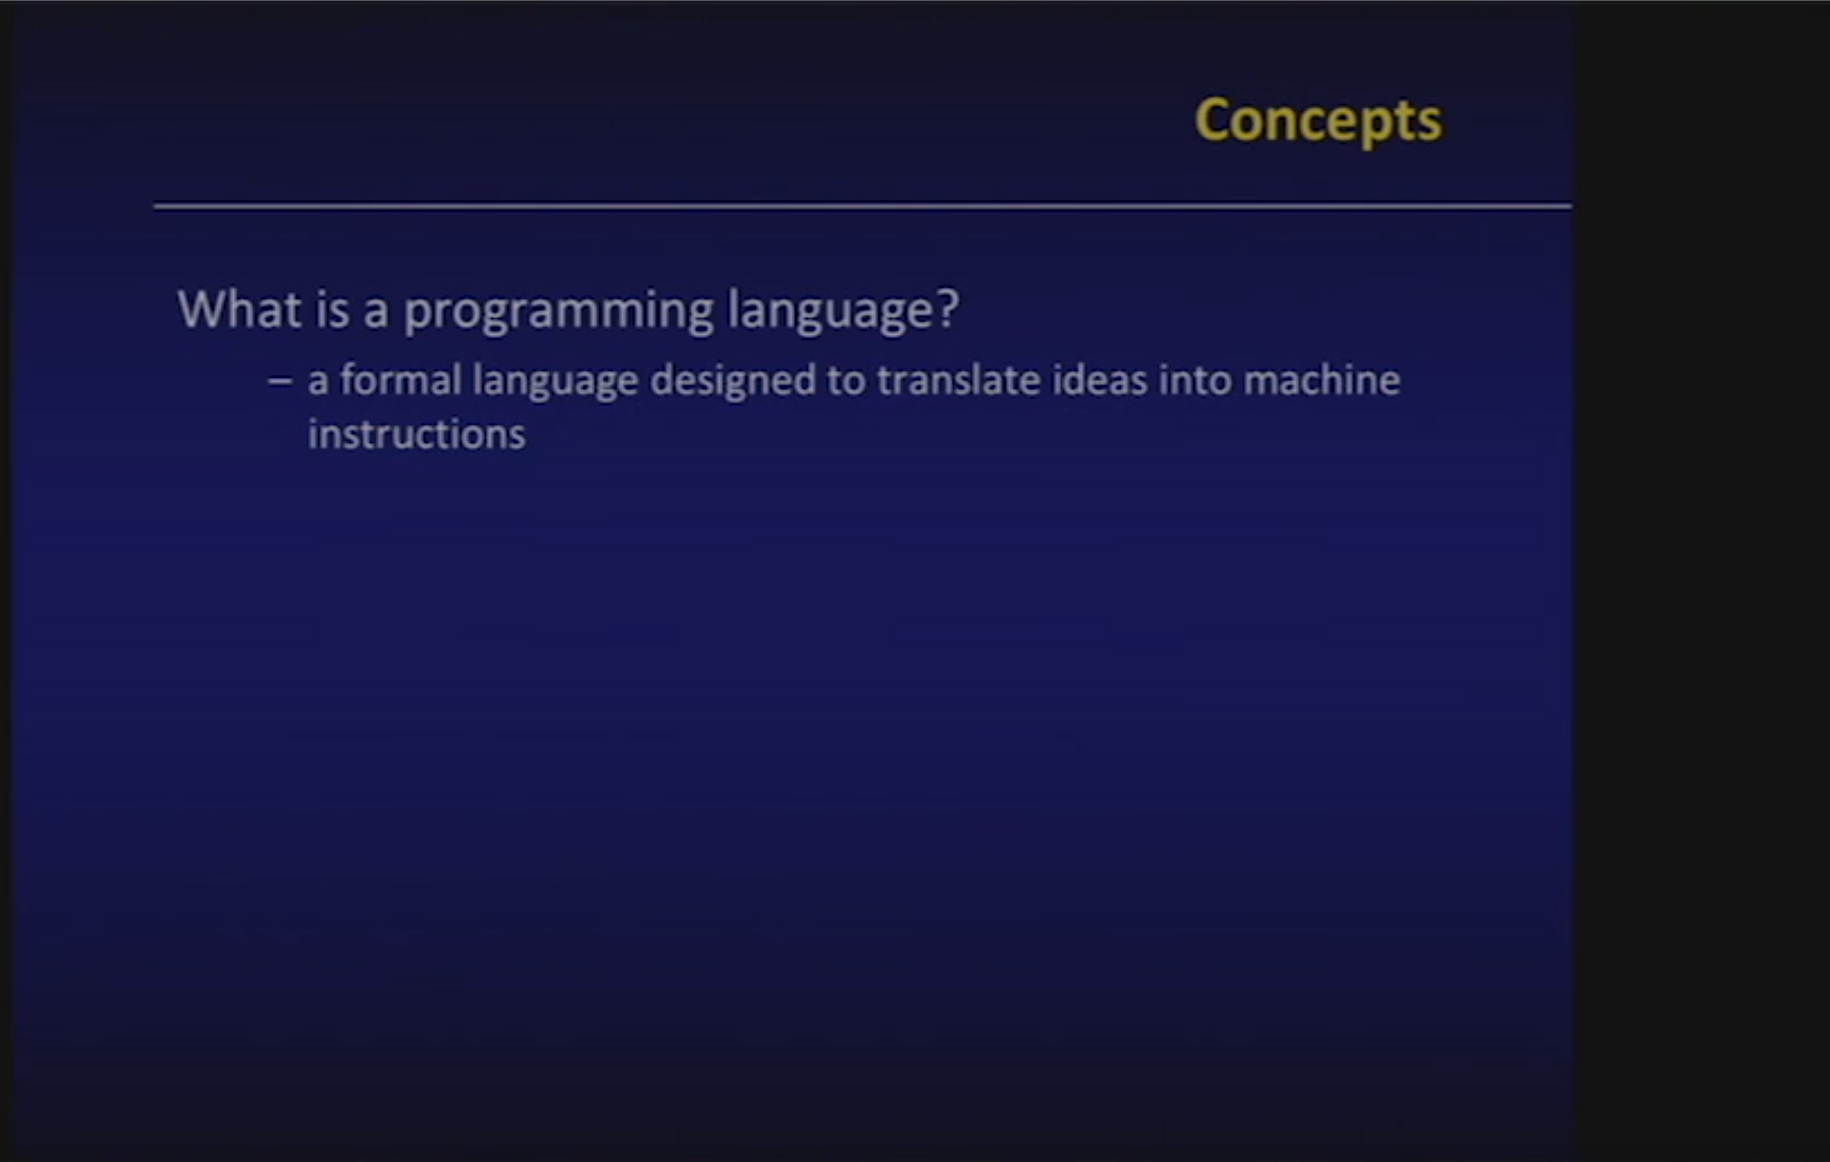 Concepts
What is a programming language?
– a formal language designed to translate ideas into machine
instructions